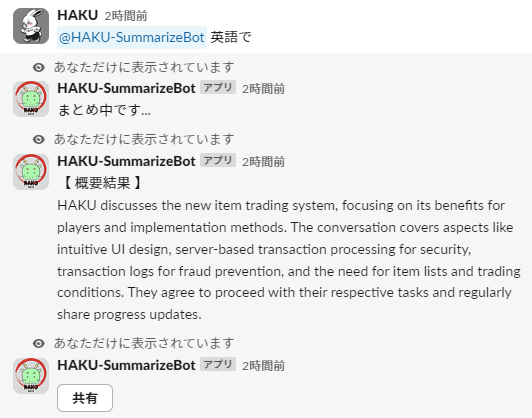 HAKU 2時間前
@HAKU-SummarizeBot 英語で
あなただけに表示されています
HAKU-SummarizeBot アプリ 2時間前
まとめ中です...
あなただけに表示されています
HAKU-SummarizeBot アプリ 2時間前
【 概要結果 】
HAKU discusses the new item trading system, focusing on its benefits for
players and implementation methods. The conversation covers aspects like
intuitive UI design, server-based transaction processing for security,
transaction logs for fraud prevention, and the need for item lists and trading
conditions. They agree to proceed with their respective tasks and regularly
share progress updates.
あなただけに表示されています
HAKU-SummarizeBot アプリ 2時間前
共有